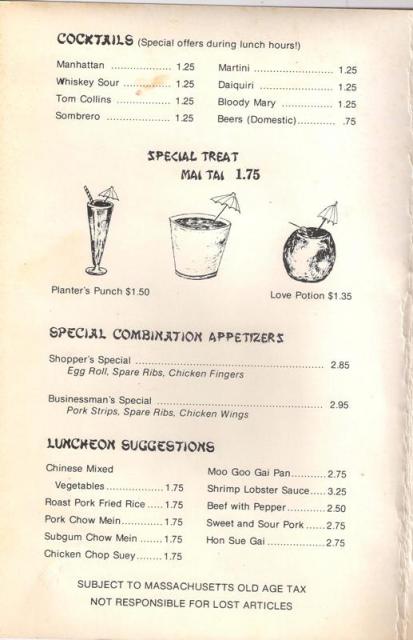 COCKTAILS (Special offers during lunch hours!)
Manhattan .................. 1.25
Whiskey Sour ............. 1.25
Tom Collins ................ 1.25
Sombrero .................... 1.25
Martini ........................ 1.25
Daiquiri ...................... 1.25
Bloody Mary ............... 1.25
Beers (Domestic)............ .75
SPECIAL TREAT
MAI TAI 1.75
Planter's Punch $1.50
Love Potion $1.35
SPECIAL COMBINATION APPETIZERS
Shopper's Special ........................................................ 2.85
Egg Roll, Spare Ribs, Chicken Fingers
Businessman's Special .................................................. 2.95
Pork Strips, Spare Ribs, Chicken Wings
LUNCHEON SUGGESTIONS
Chinese Mixed
Vegetables.................1.75
Roast Pork Fried Rice .....1.75
Pork Chow Mein............1.75
Subgum Chow Mein .......1.75
Chicken Chop Suey........1.75
Moo Goo Gai Pan..........2.75
Shrimp Lobster Sauce.....3.25
Beef with Pepper...........2.50
Sweet and Sour Pork ......2.75
Hon Sue Gai .................2.75
SUBJECT TO MASSACHUSETTS OLD AGE TAX
NOT RESPONSIBLE FOR LOST ARTICLES